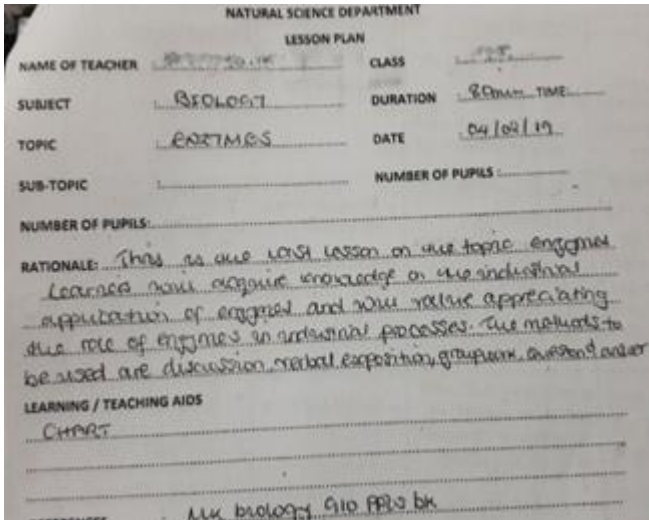 NATURAL SCIENCE DEPARTMENT
LESSON PLAN
NAME OF TEACHER CLASS
SUBJECT BIOLOGY DURATION 80min TIME
TOPIC ENZYMES DATE 04/02/19
SUB-TOPIC NUMBER OF PUPILS :
NUMBER OF PUPILS:
RATIONALE: This is the last lesson on the topic enzymes
Learners will acquire knowledge on the industrial
application of enzymes and will value appreciating
the role of enzymes in industrial processes. The methods to
be used are discussion, verbal exposition, groupwork, question & answer
LEARNING / TEACHING AIDS
CHART
MK biology G10 bk